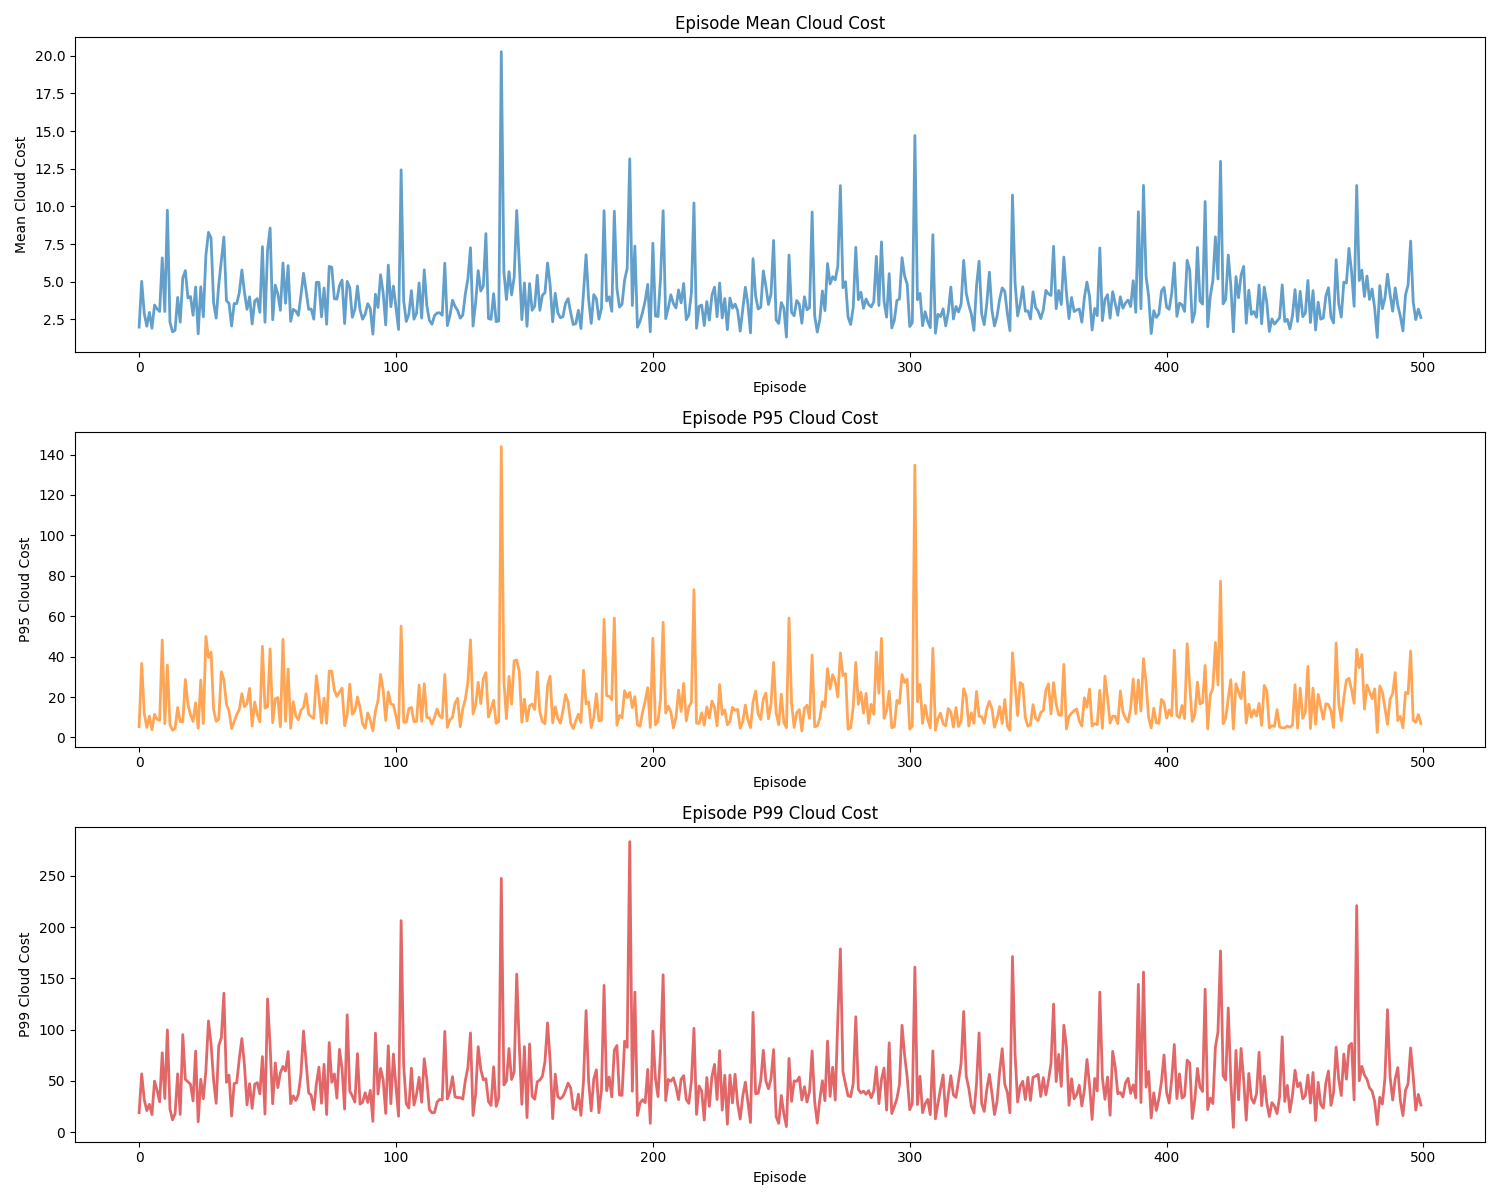 Episode Mean Cloud Cost
20.0
17.5
15.0
12.5
10.0
7.5
5.0
2.5
Mean Cloud Cost
0 100 200 300 400 500
Episode
Episode P95 Cloud Cost
140
120
100
80
60
40
20
0
P95 Cloud Cost
0 100 200 300 400 500
Episode
Episode P99 Cloud Cost
250
200
150
100
50
0
P99 Cloud Cost
0 100 200 300 400 500
Episode